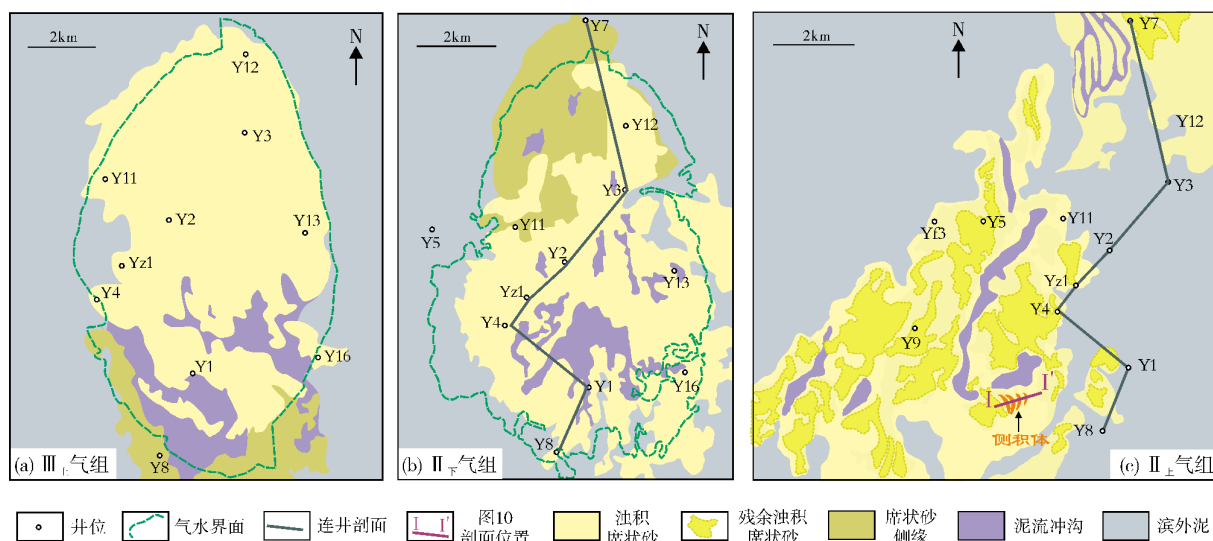 2km
N
Y12
Y3
Y11
Y2
Y13
Yz1
Y4
Y16
Y1
Y8
(a) Ⅲ上气组
2km
N
Y7
Y12
Y3
Y11
Y5
Y2
Y13
Yz1
Y4
Y16
Y1
Y8
(b) Ⅱ下气组
2km
N
Y7
Y12
Y3
Yf3
Y5
Y11
Y2
Yz1
Y4
Y9
Y1
I
I'
侧积体
Y8
(c) Ⅱ上气组
井位
气水界面
连井剖面
I I'
图10
剖面位置
浊积
席状砂
残余浊积
席状砂
席状砂
侧缘
泥流冲沟
滨外泥